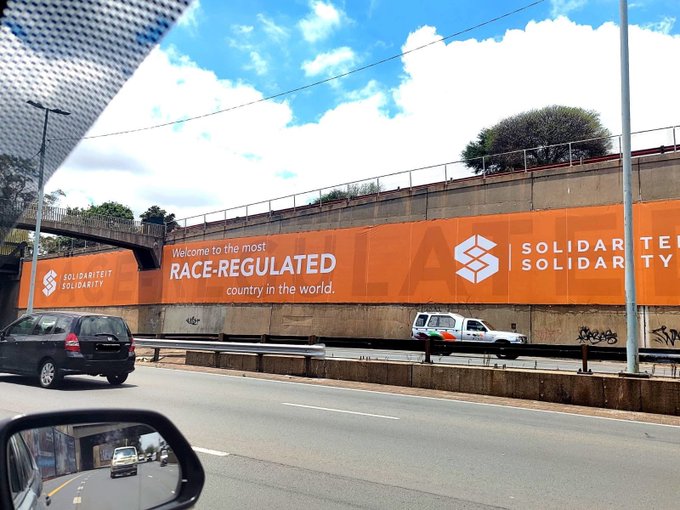 SOLIDARITEIT
SOLIDARITY
Welcome to the most
RACE-REGULATED
country in the world.
SOLIDARITEIT
SOLIDARITY